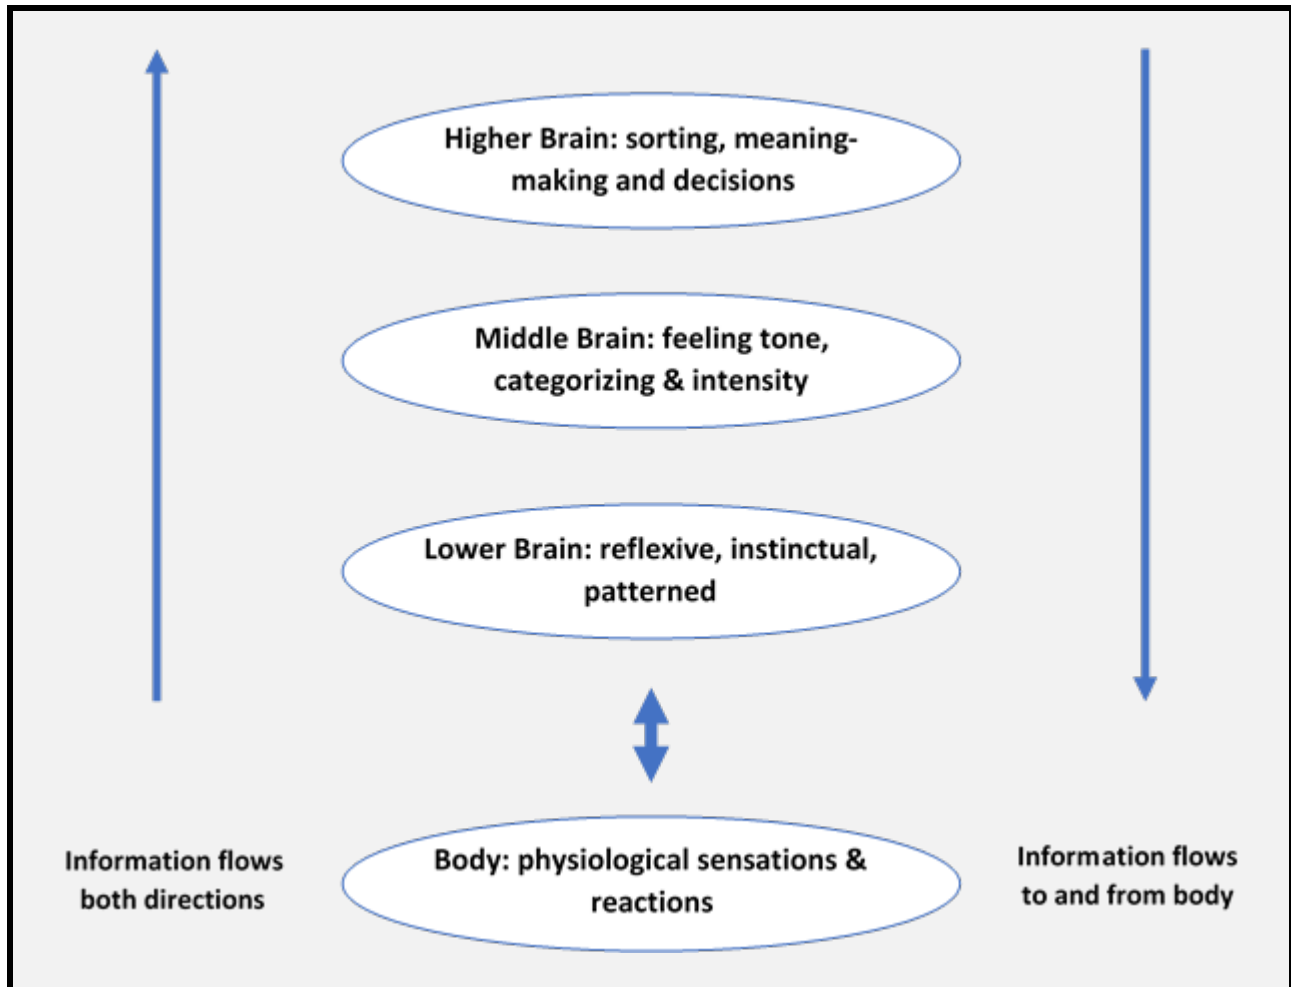 Higher Brain: sorting, meaning-
making and decisions
Middle Brain: feeling tone,
categorizing & intensity
Lower Brain: reflexive, instinctual,
patterned
Information flows
both directions
Body: physiological sensations &
reactions
Information flows
to and from body